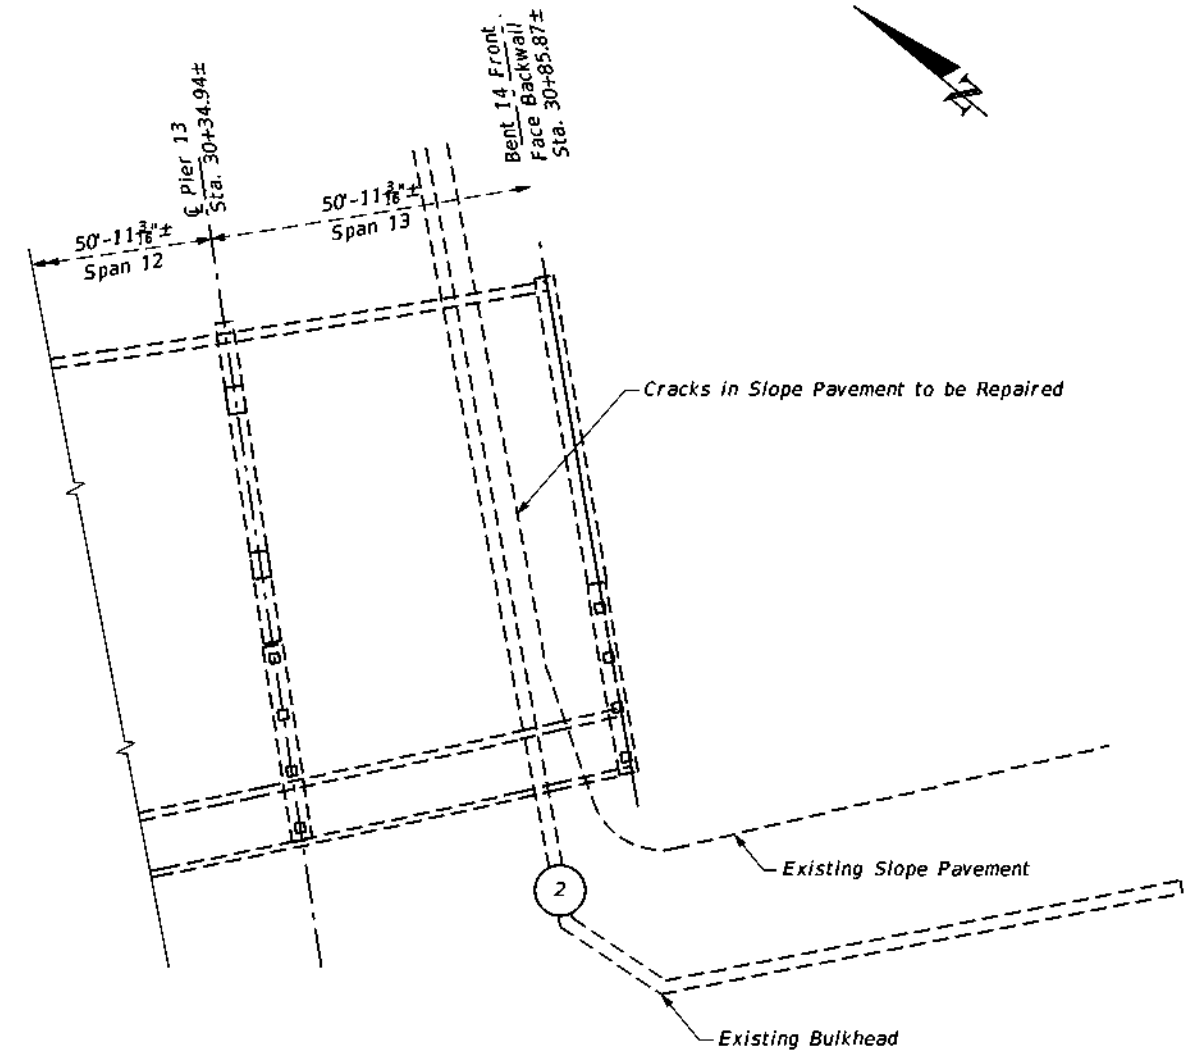 ℄ Pier 13
Sta. 30+34.94±
Bent 14 Front
Face Backwall
Sta. 30+85.87±
N
50'-11 3/16"±
Span 12
50'-11 3/16"±
Span 13
Cracks in Slope Pavement to be Repaired
Existing Slope Pavement
2
Existing Bulkhead